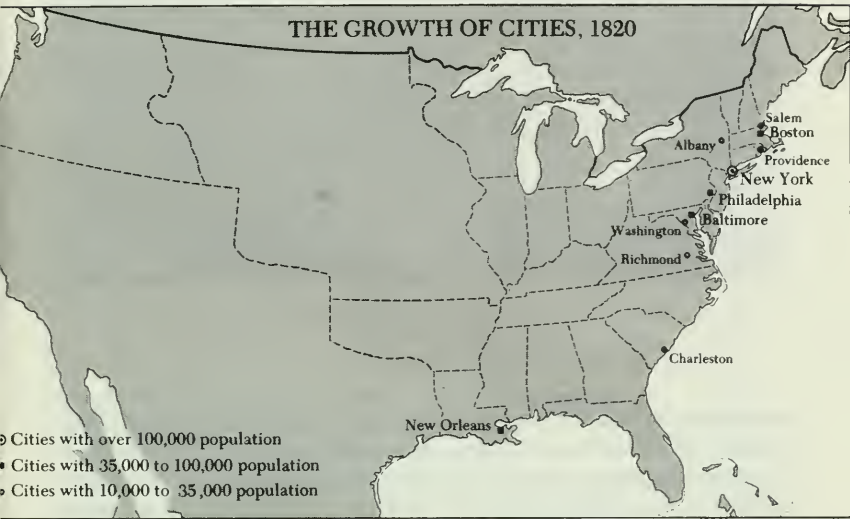 THE GROWTH OF CITIES, 1820
Salem
Boston
Albany
Providence
New York
Philadelphia
Baltimore
Washington
Richmond
Charleston
New Orleans
Cities with over 100,000 population
Cities with 35,000 to 100,000 population
Cities with 10,000 to 35,000 population